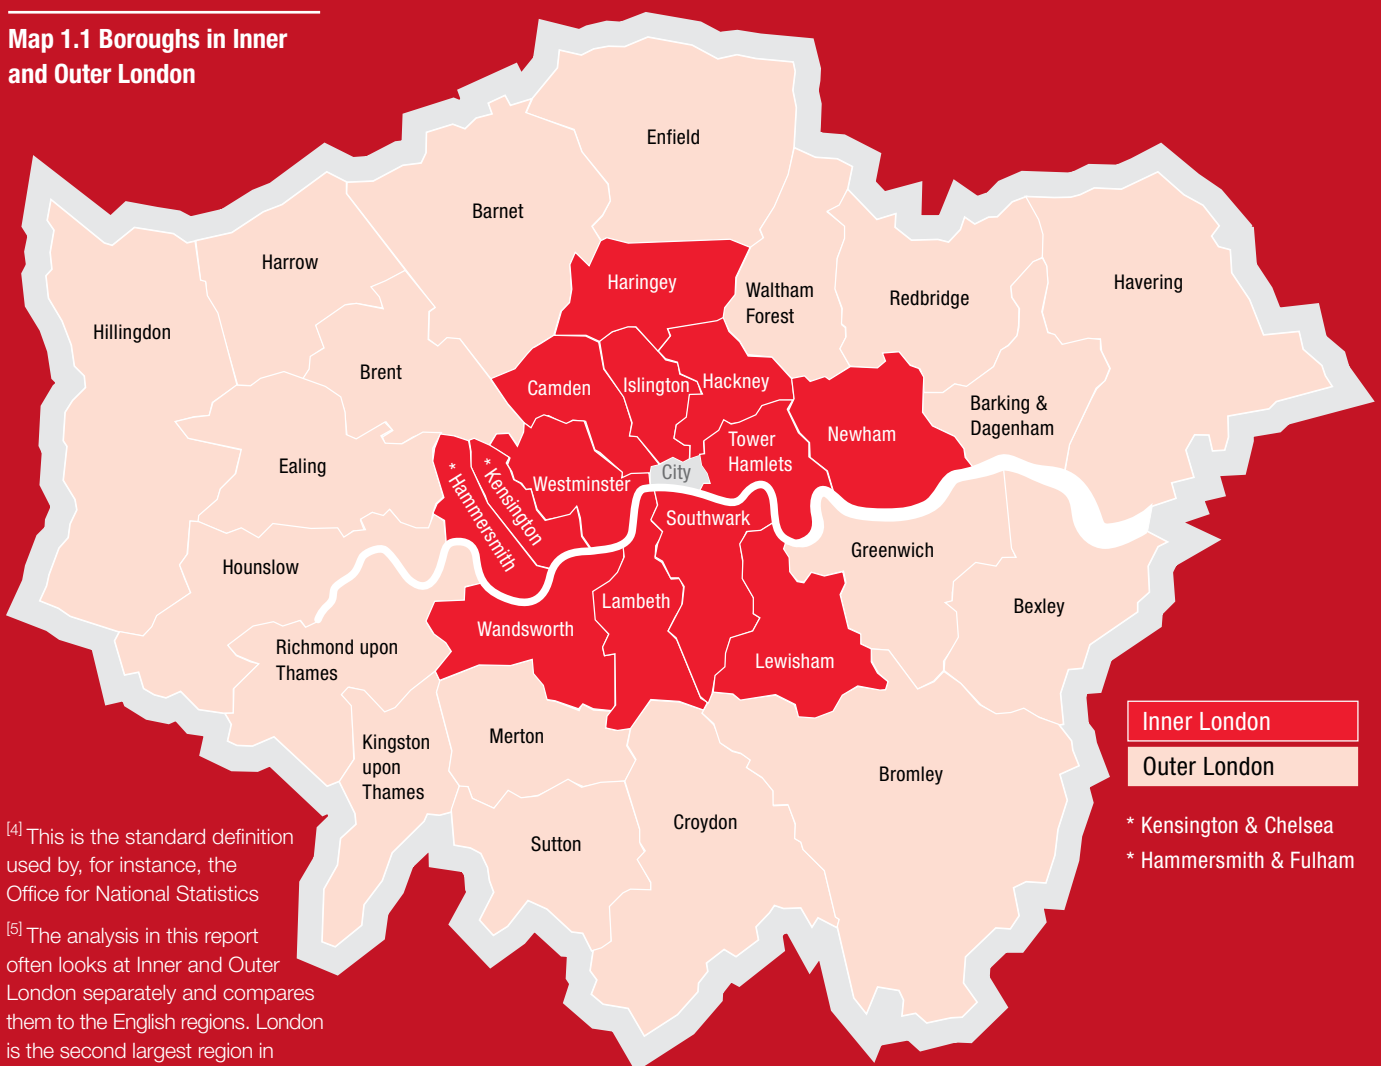 Map 1.1 Boroughs in Inner
and Outer London
Enfield
Barnet
Harrow
Haringey
Waltham
Forest
Redbridge
Havering
Hillingdon
Brent
Camden
Islington
Hackney
Barking &
Dagenham
Newham
Tower
Hamlets
Ealing
* Hammersmith
* Kensington
Westminster
City
Southwark
Greenwich
Hounslow
Lambeth
Bexley
Wandsworth
Richmond upon
Thames
Lewisham
Kingston
upon
Thames
Merton
Bromley
Croydon
Sutton
Inner London
Outer London
* Kensington & Chelsea
* Hammersmith & Fulham
[4] This is the standard definition
used by, for instance, the
Office for National Statistics
[5] The analysis in this report
often looks at Inner and Outer
London separately and compares
them to the English regions. London
is the second largest region in